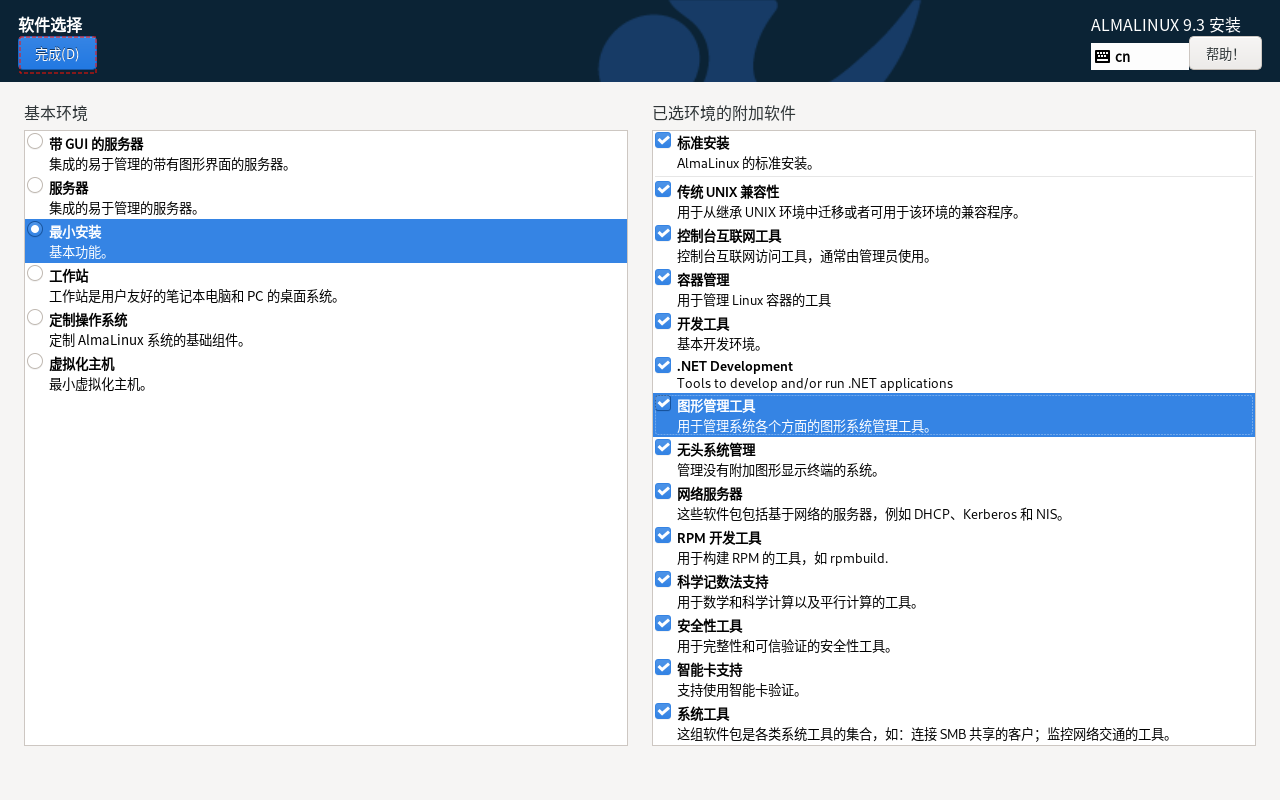 软件选择
完成(D)
ALMALINUX 9.3 安装
cn
帮助!
基本环境
带 GUI 的服务器
集成的易于管理的带有图形界面的服务器。
服务器
集成的易于管理的服务器。
最小安装
基本功能。
工作站
工作站是用户友好的笔记本电脑和 PC 的桌面系统。
定制操作系统
定制 AlmaLinux 系统的基础组件。
虚拟化主机
最小虚拟化主机。
已选环境的附加软件
标准安装
AlmaLinux 的标准安装。
传统 UNIX 兼容性
用于从继承 UNIX 环境中迁移或者可用于该环境的兼容程序。
控制台互联网工具
控制台互联网访问工具，通常由管理员使用。
容器管理
用于管理 Linux 容器的工具
开发工具
基本开发环境。
.NET Development
Tools to develop and/or run .NET applications
图形管理工具
用于管理系统各个方面的图形系统管理工具。
无头系统管理
管理没有附加图形显示终端的系统。
网络服务器
这些软件包包括基于网络的服务器，例如 DHCP、Kerberos 和 NIS。
RPM 开发工具
用于构建 RPM 的工具，如 rpmbuild.
科学记数法支持
用于数学和科学计算以及平行计算的工具。
安全性工具
用于完整性和可信验证的安全性工具。
智能卡支持
支持使用智能卡验证。
系统工具
这组软件包是各类系统工具的集合，如：连接 SMB 共享的客户；监控网络交通的工具。